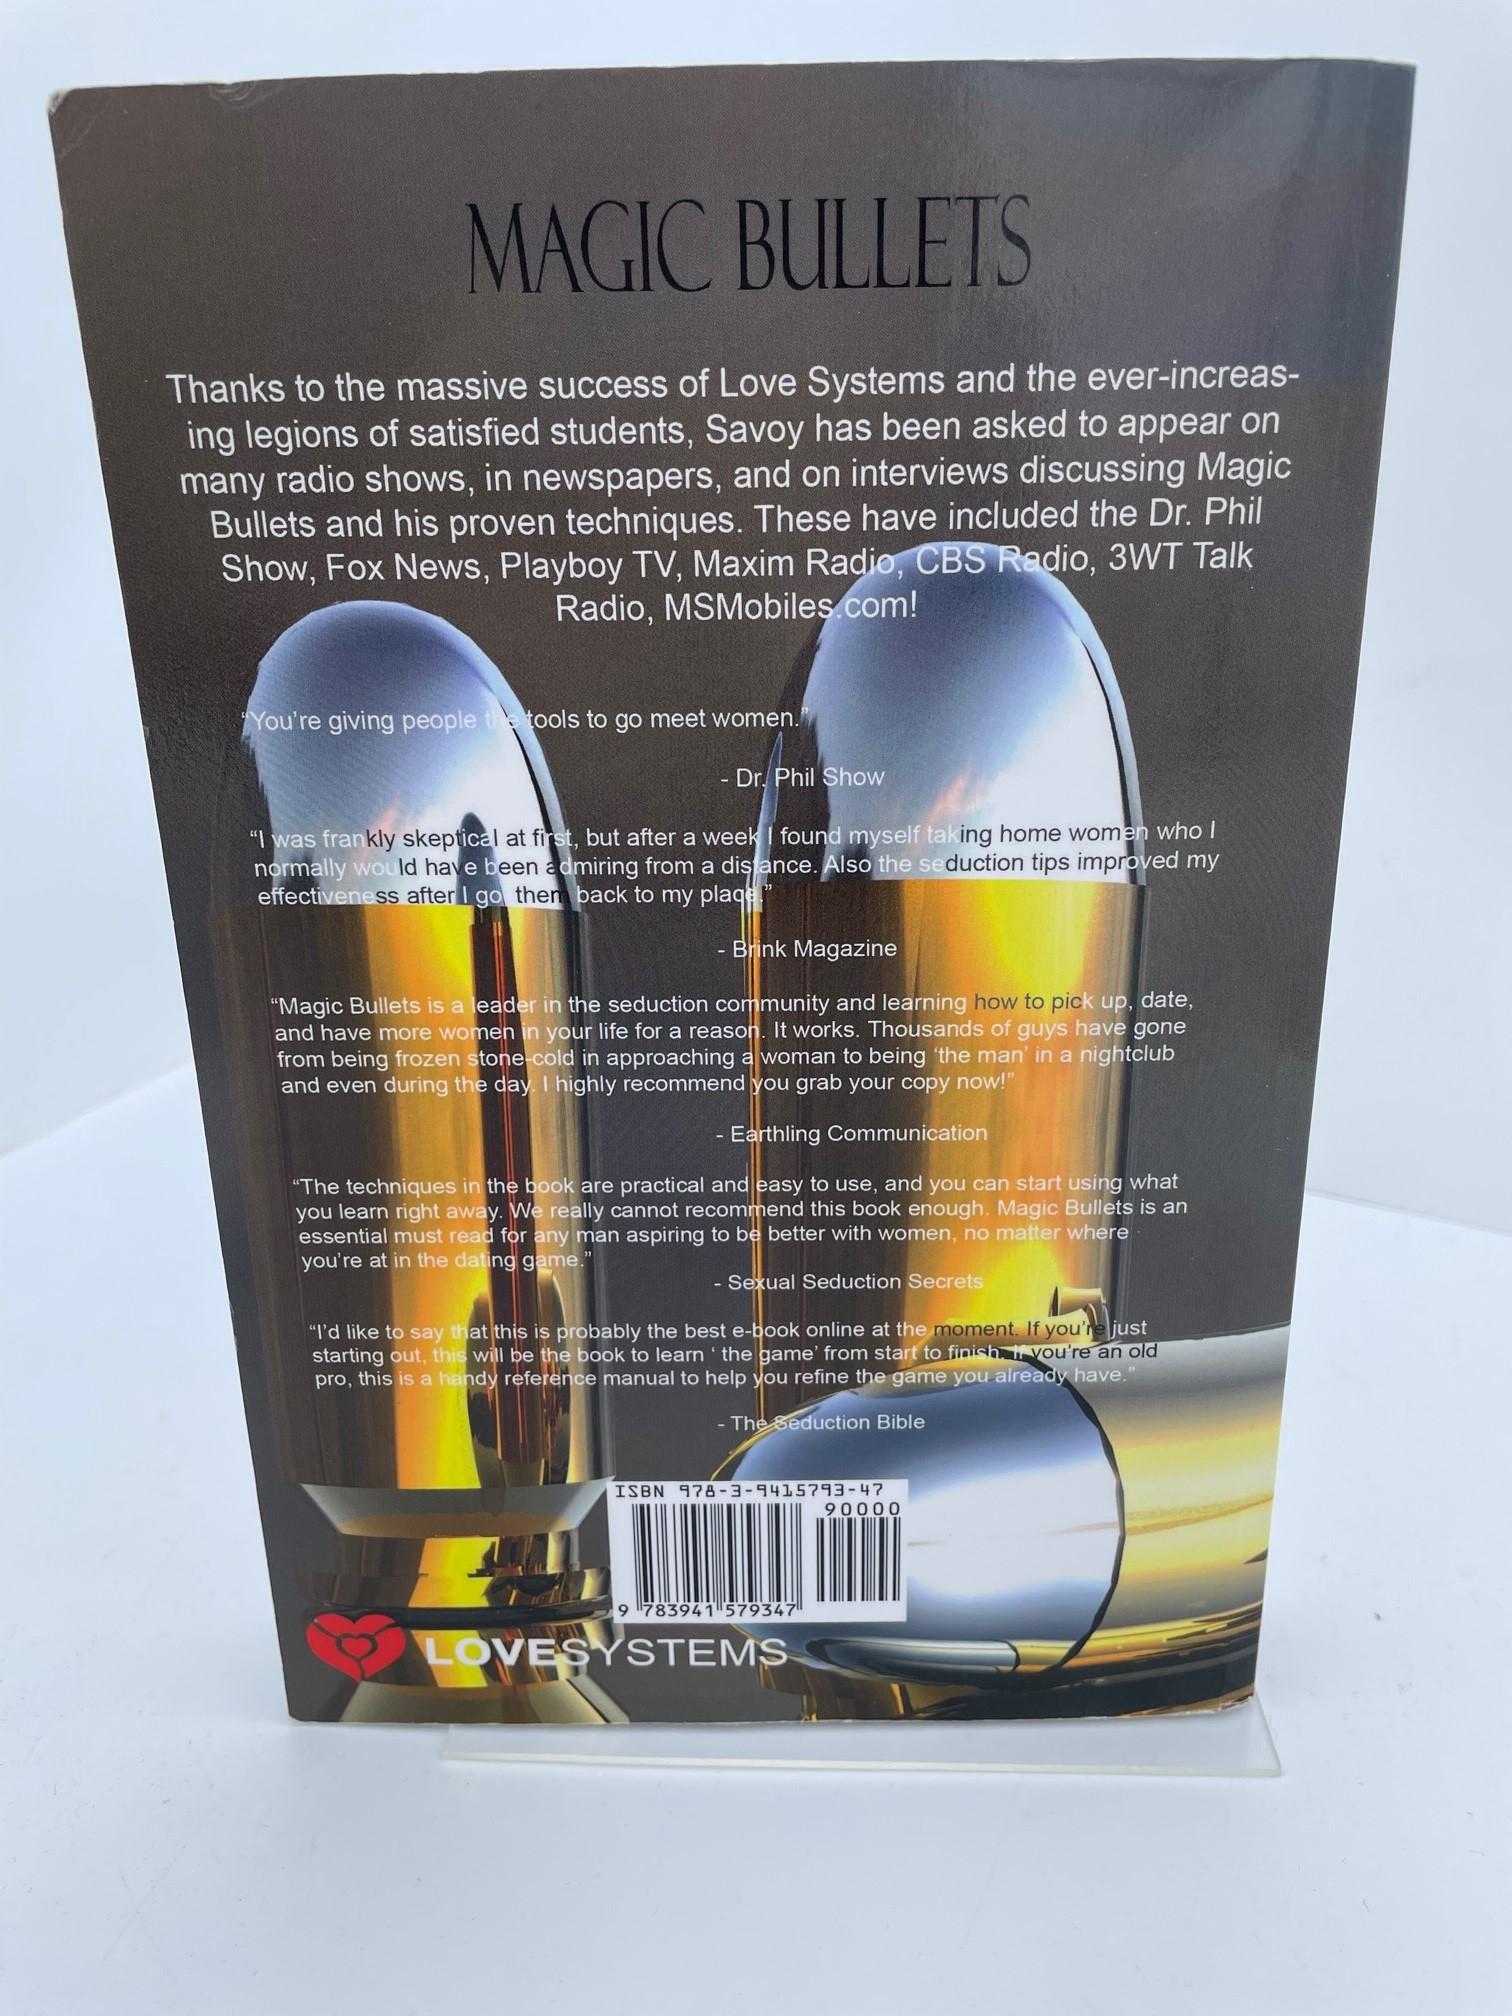 MAGIC BULLETS
Thanks to the massive success of Love Systems and the ever-increas-
ing legions of satisfied students, Savoy has been asked to appear on
many radio shows, in newspapers, and on interviews discussing Magic
Bullets and his proven techniques. These have included the Dr. Phil
Show, Fox News, Playboy TV, Maxim Radio, CBS Radio, 3WT Talk
Radio, MSMobiles.com!
“You’re giving people the tools to go meet women.”
- Dr. Phil Show
“I was frankly skeptical at first, but after a week I found myself taking home women who I
normally would have been admiring from a distance. Also the seduction tips improved my
effectiveness after I got them back to my place.”
- Brink Magazine
“Magic Bullets is a leader in the seduction community and learning how to pick up, date,
and have more women in your life for a reason. It works. Thousands of guys have gone
from being frozen stone-cold in approaching a woman to being ‘the man’ in a nightclub
and even during the day. I highly recommend you grab your copy now!”
- Earthling Communication
“The techniques in the book are practical and easy to use, and you can start using what
you learn right away. We really cannot recommend this book enough. Magic Bullets is an
essential must read for any man aspiring to be better with women, no matter where
you’re at in the dating game.”
- Sexual Seduction Secrets
“I’d like to say that this is probably the best e-book online at the moment. If you’re just
starting out, this will be the book to learn ‘ the game’ from start to finish. If you’re an old
pro, this is a handy reference manual to help you refine the game you already have.”
- The Seduction Bible
ISBN 978-3-9415793-47
90000
9 783941 579347
LOVESYSTEMS